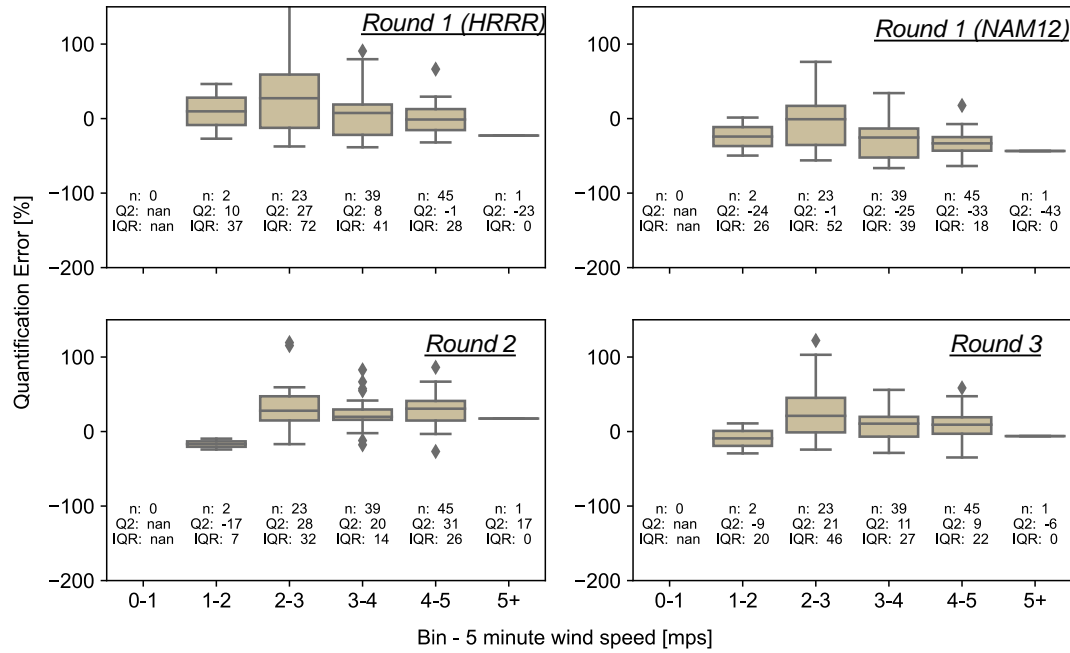 Quantification Error [%]
Round 1 (HRRR)
100
0
−100
−200
n: 0 n: 2 n: 23 n: 39 n: 45 n: 1
Q2: nan Q2: 10 Q2: 27 Q2: 8 Q2: -1 Q2: -23
IQR: nan IQR: 37 IQR: 72 IQR: 41 IQR: 28 IQR: 0
Round 1 (NAM12)
100
0
−100
−200
n: 0 n: 2 n: 23 n: 39 n: 45 n: 1
Q2: nan Q2: -24 Q2: -1 Q2: -25 Q2: -33 Q2: -43
IQR: nan IQR: 26 IQR: 52 IQR: 39 IQR: 18 IQR: 0
Round 2
100
0
−100
−200
n: 0 n: 2 n: 23 n: 39 n: 45 n: 1
Q2: nan Q2: -17 Q2: 28 Q2: 20 Q2: 31 Q2: 17
IQR: nan IQR: 7 IQR: 32 IQR: 14 IQR: 26 IQR: 0
0-1 1-2 2-3 3-4 4-5 5+
Round 3
100
0
−100
−200
n: 0 n: 2 n: 23 n: 39 n: 45 n: 1
Q2: nan Q2: -9 Q2: 21 Q2: 11 Q2: 9 Q2: -6
IQR: nan IQR: 20 IQR: 46 IQR: 27 IQR: 22 IQR: 0
0-1 1-2 2-3 3-4 4-5 5+
Bin - 5 minute wind speed [mps]